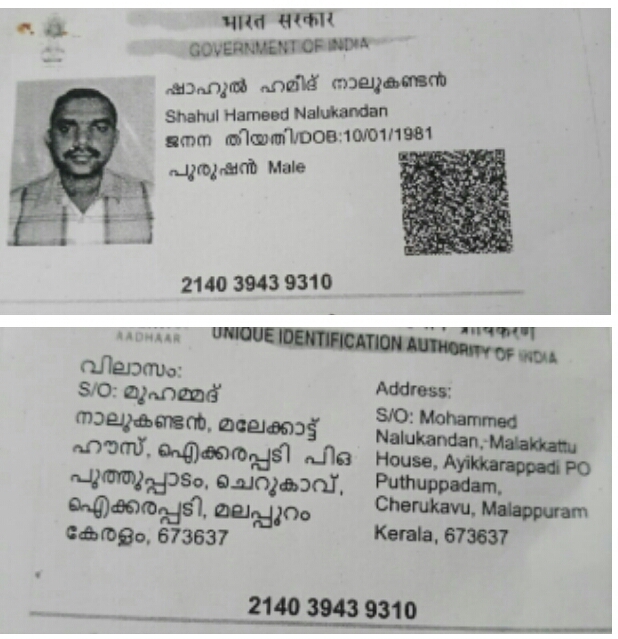 भारत सरकार
GOVERNMENT OF INDIA
ഷാഹുൽ ഹമീദ് നാലുകണ്ടൻ
Shahul Hameed Nalukandan
ജനന തിയതി/DOB:10/01/1981
പുരുഷൻ Male
2140 3943 9310
AADHAAR
UNIQUE IDENTIFICATION AUTHORITY OF INDIA
വിലാസം:
S/O: മുഹമ്മദ്
നാലുകണ്ടൻ, മലേക്കാട്ട്
ഹൗസ്, ഐക്കരപ്പടി പിഒ
പുത്തൂപ്പാടം, ചെറുകാവ്,
ഐക്കരപ്പടി, മലപ്പുറം
കേരളം, 673637
Address:
S/O: Mohammed
Nalukandan, Malakkattu
House, Ayikkarappadi PO
Puthuppadam,
Cherukavu, Malappuram
Kerala, 673637
2140 3943 9310